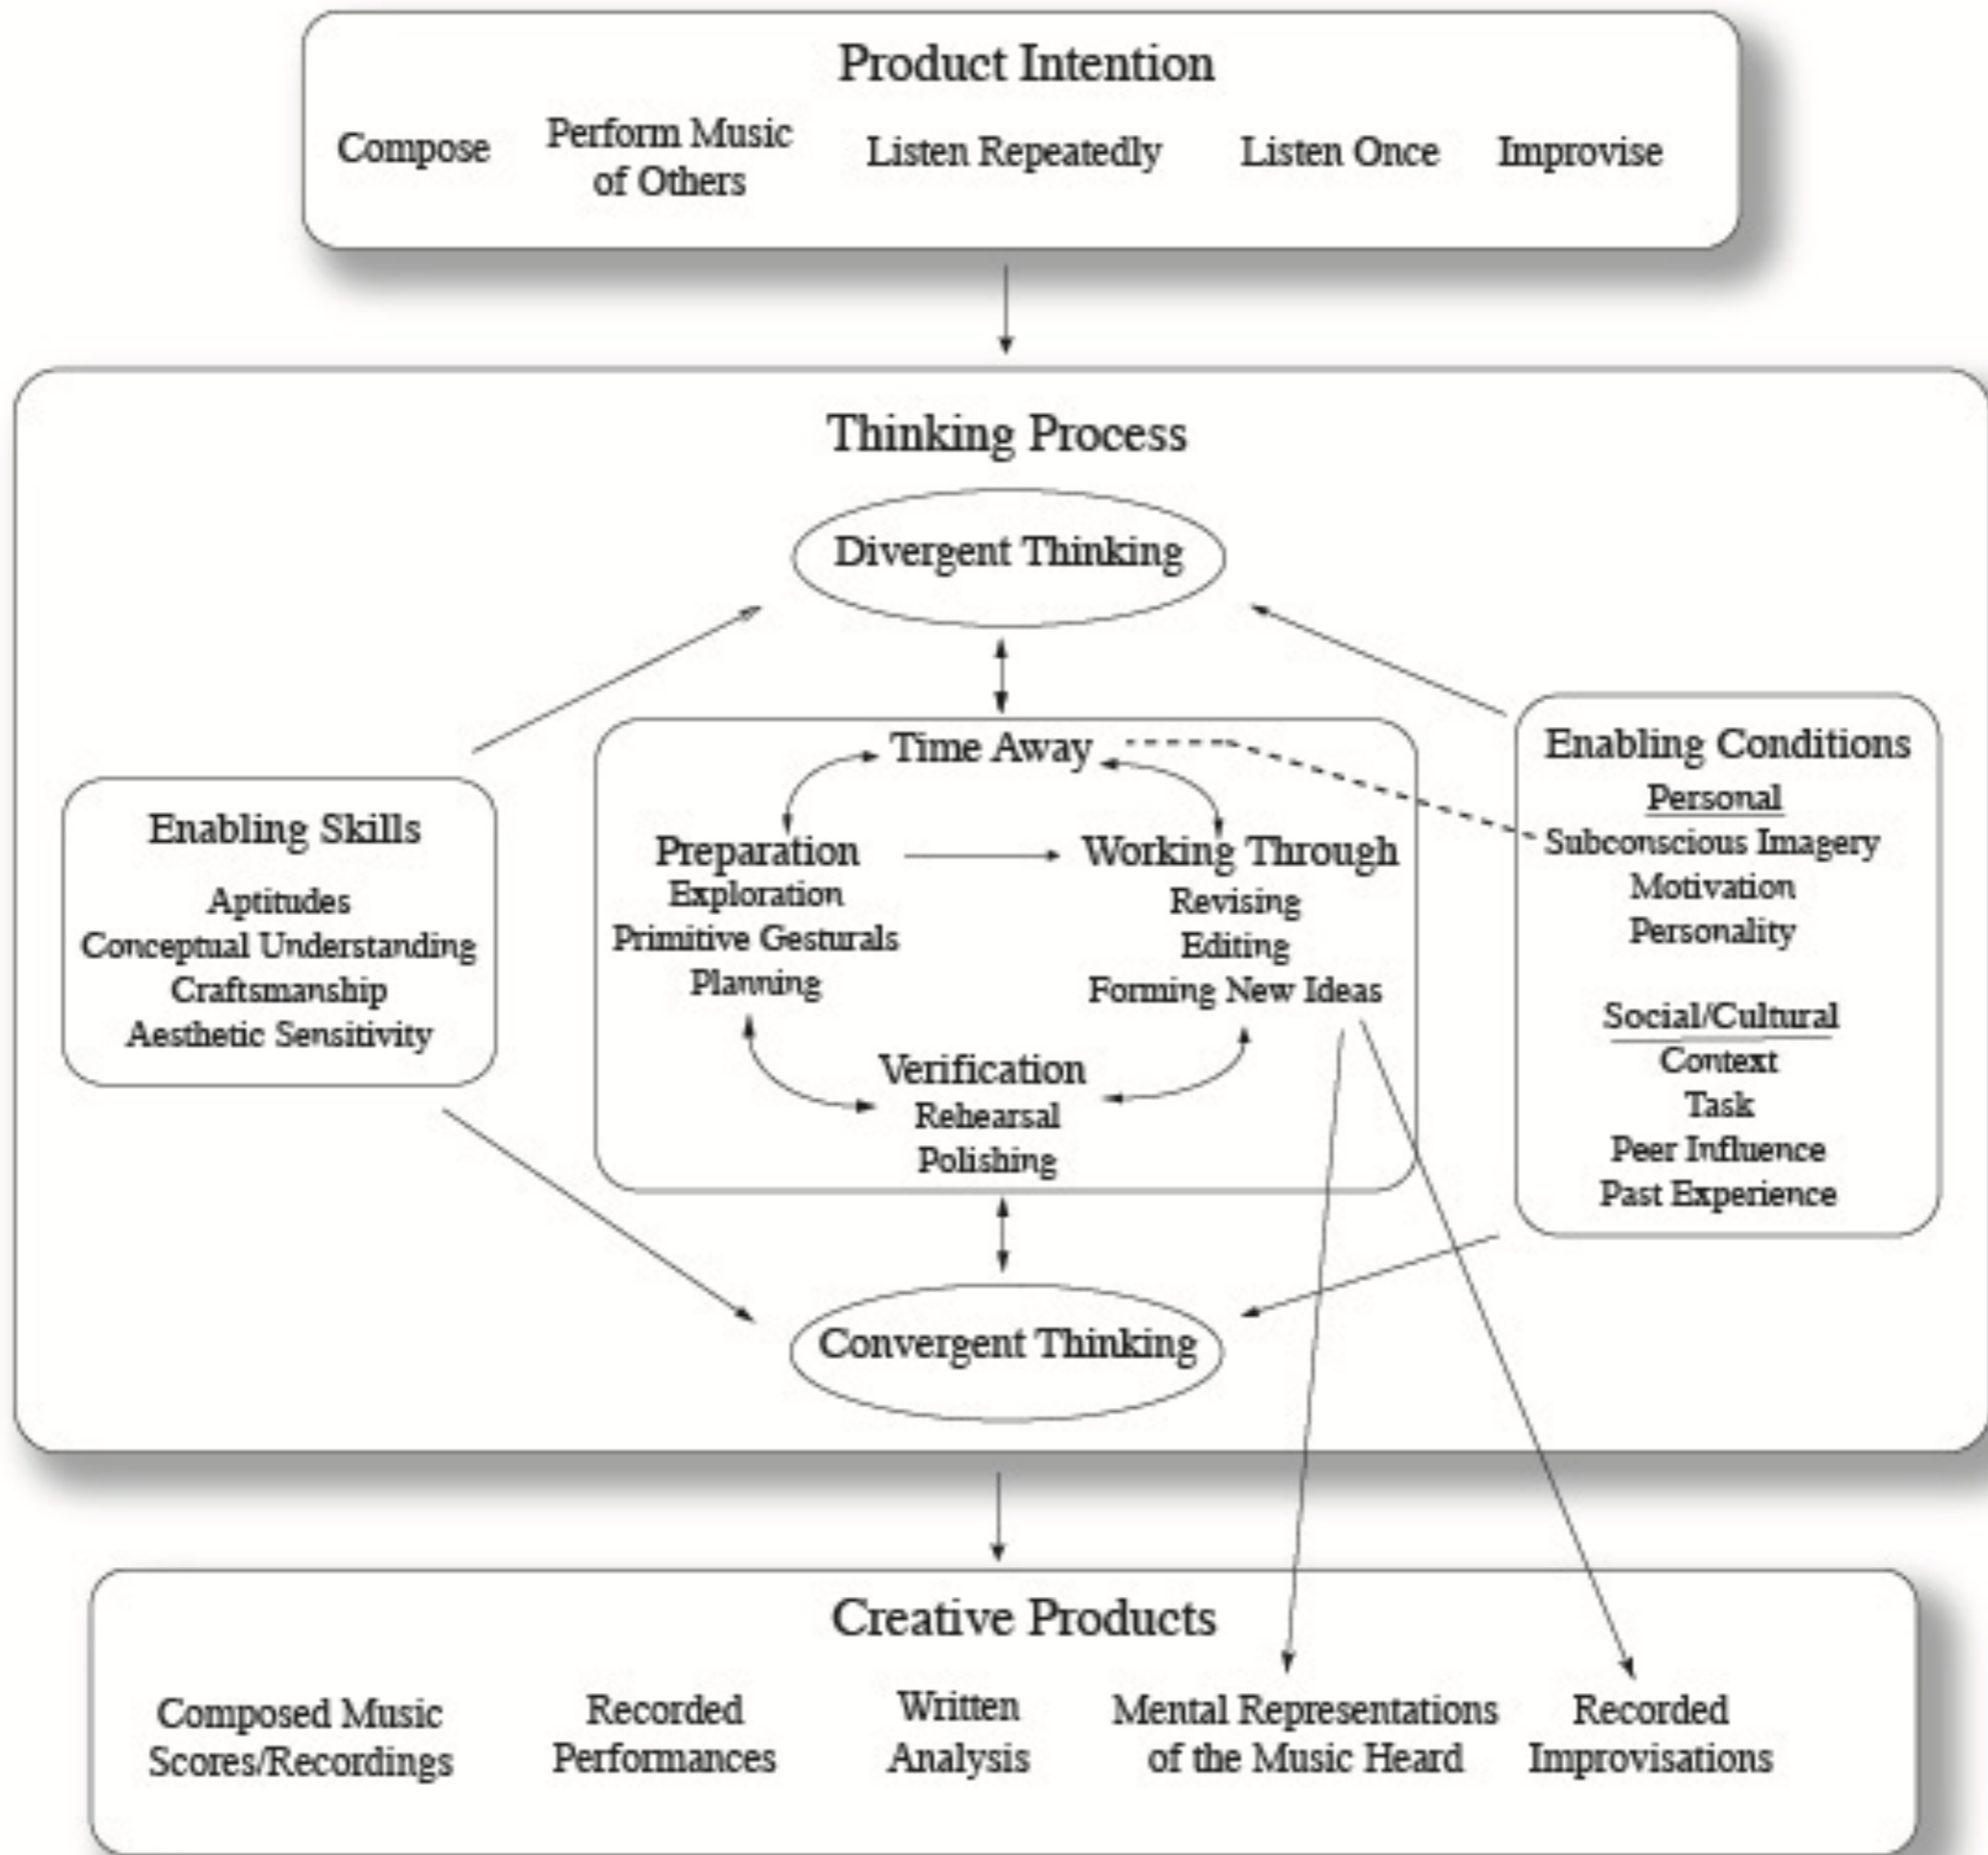 Product Intention
Compose
Perform Music
of Others
Listen Repeatedly
Listen Once
Improvise
Thinking Process
Divergent Thinking
Enabling Skills
Aptitudes
Conceptual Understanding
Craftsmanship
Aesthetic Sensitivity
Time Away
Preparation
Exploration
Primitive Gesturals
Planning
Working Through
Revising
Editing
Forming New Ideas
Verification
Rehearsal
Polishing
Enabling Conditions
Personal
Subconscious Imagery
Motivation
Personality
Social/Cultural
Context
Task
Peer Influence
Past Experience
Convergent Thinking
Creative Products
Composed Music
Scores/Recordings
Recorded
Performances
Written
Analysis
Mental Representations
of the Music Heard
Recorded
Improvisations